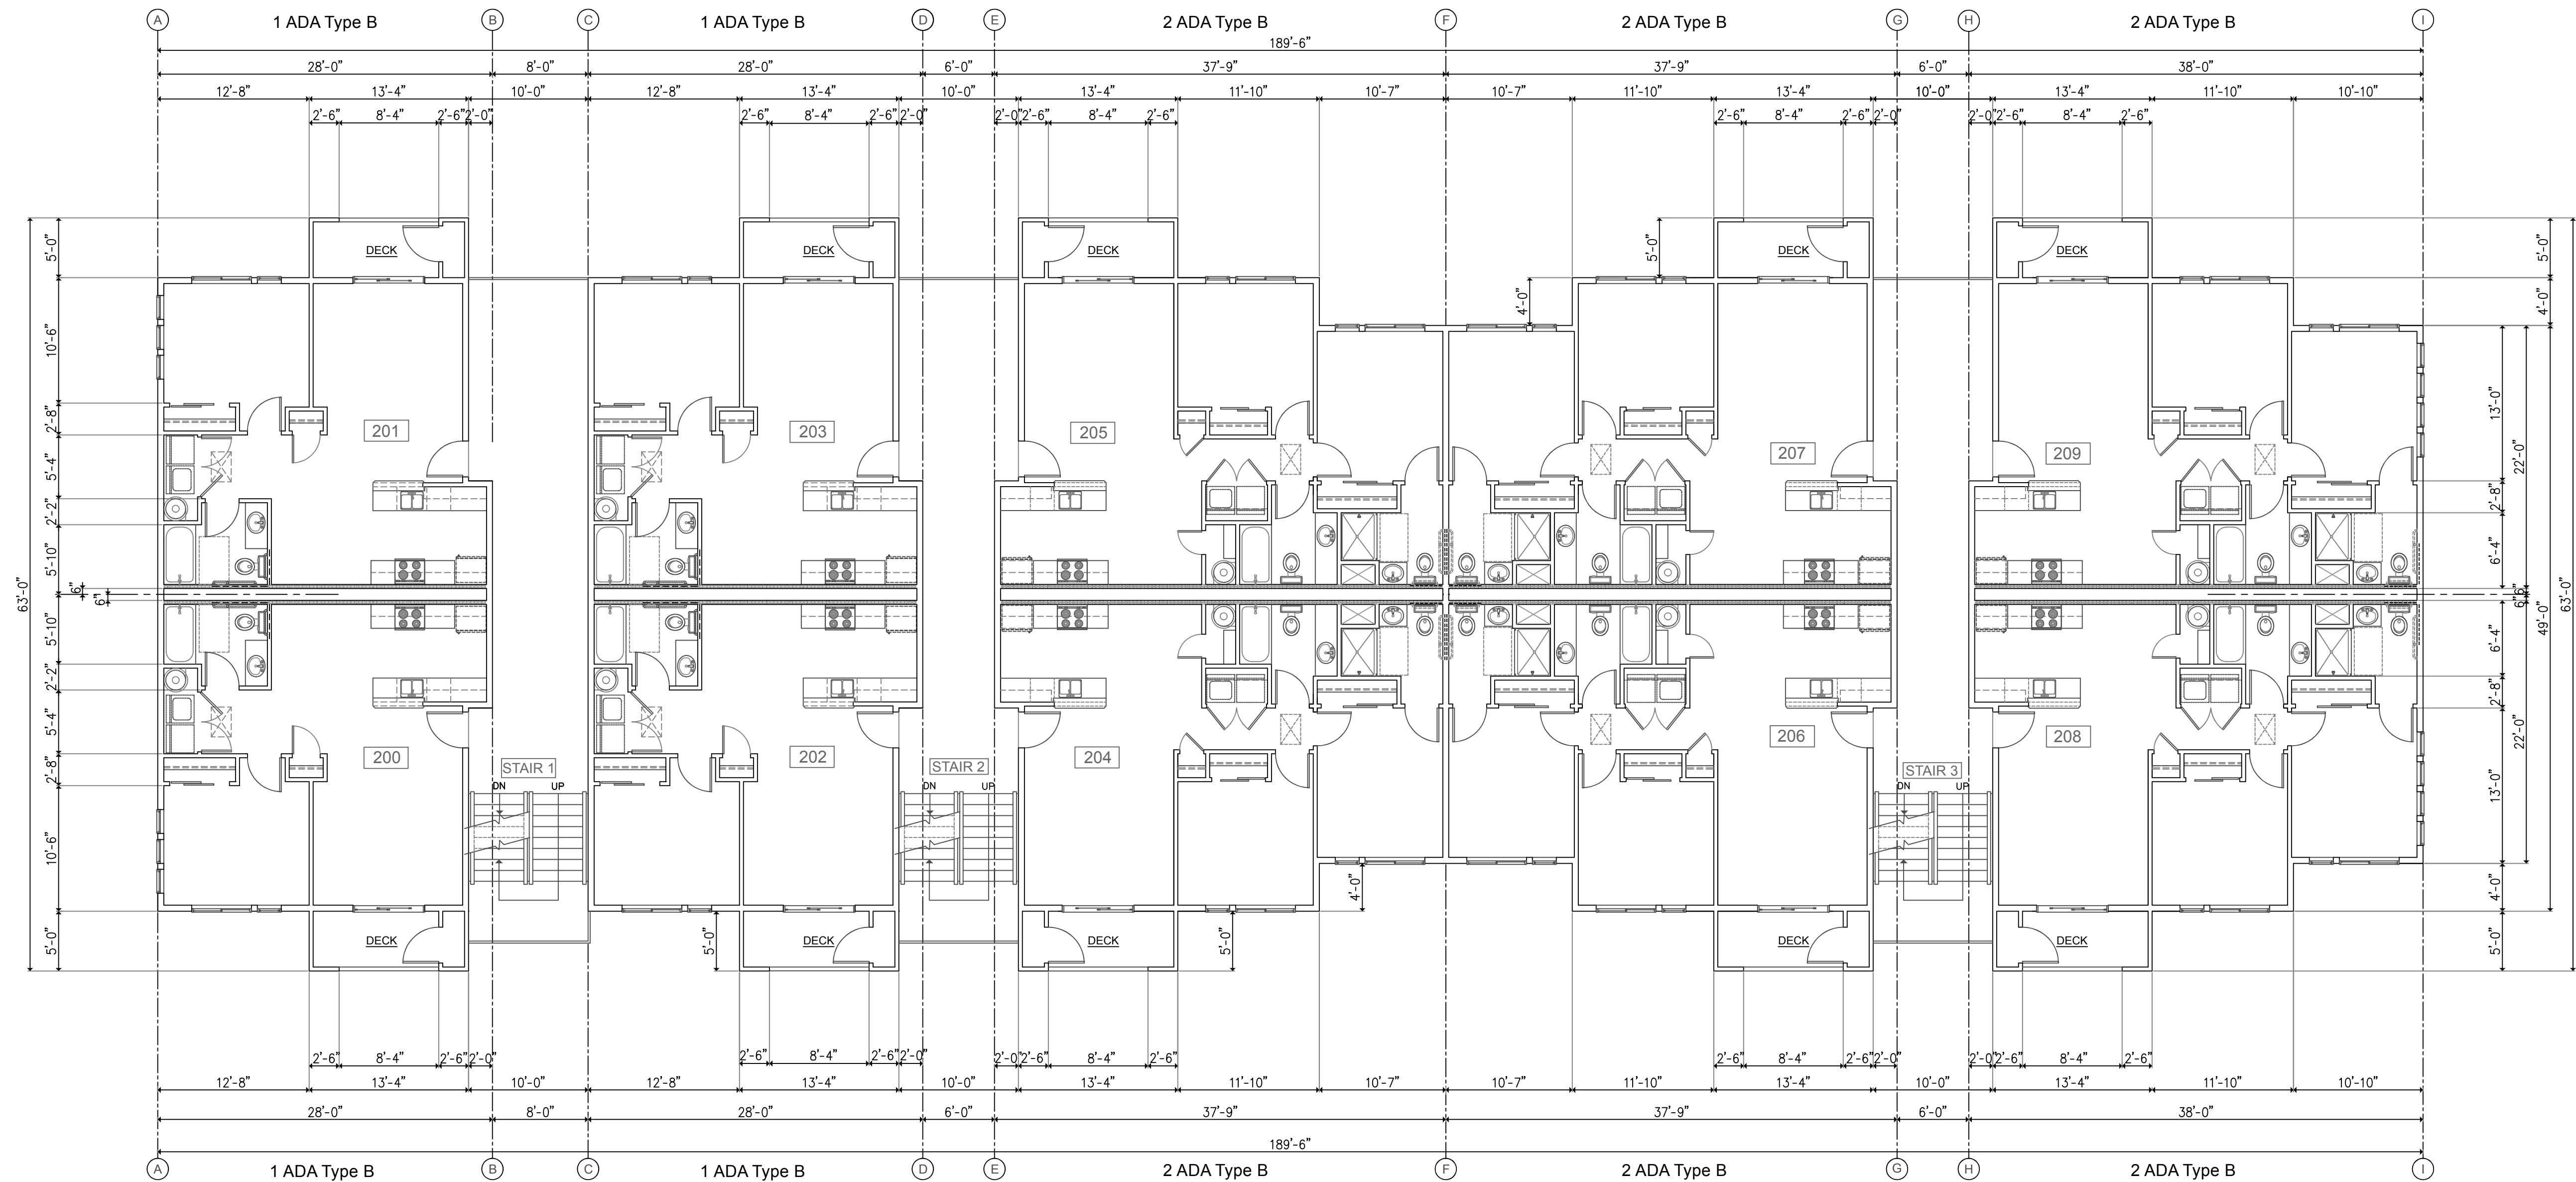 A 1 ADA Type B B C 1 ADA Type B D E 2 ADA Type B F 2 ADA Type B G H 2 ADA Type B I
189'-6"
28'-0" 8'-0" 28'-0" 6'-0" 37'-9" 37'-9" 6'-0" 38'-0"
12'-8" 13'-4" 10'-0" 12'-8" 13'-4" 10'-0" 13'-4" 11'-10" 10'-7" 10'-7" 11'-10" 13'-4" 10'-0" 13'-4" 11'-10" 10'-10"
2'-6" 8'-4" 2'-6" 2'-0" 2'-6" 8'-4" 2'-6" 2'-0" 2'-0" 2'-6" 8'-4" 2'-6" 2'-6" 8'-4" 2'-6" 2'-0" 2'-0" 2'-6" 8'-4" 2'-6"
5'-0" DECK DECK DECK 5'-0" DECK DECK 5'-0"
4'-0" 4'-0"
10'-6" 13'-0"
2'-8" 201 203 205 207 209 22'-0"
5'-4" 2'-8"
2'-2" 6'-4"
5'-10"
63'-0" 6" 6" 6" 6" 49'-0" 63'-0"
5'-10" 6'-4"
2'-2" 2'-8"
5'-4" 200 202 204 206 208 22'-0"
2'-8" STAIR 1 STAIR 2 STAIR 3
DN UP DN UP DN UP 13'-0"
10'-6"
4'-0" 4'-0"
5'-0" DECK 5'-0" DECK DECK 5'-0" DECK DECK 5'-0"
2'-6" 8'-4" 2'-6" 2'-0" 2'-6" 8'-4" 2'-6" 2'-0" 2'-0" 2'-6" 8'-4" 2'-6" 2'-6" 8'-4" 2'-6" 2'-0" 2'-0" 2'-6" 8'-4" 2'-6"
12'-8" 13'-4" 10'-0" 12'-8" 13'-4" 10'-0" 13'-4" 11'-10" 10'-7" 10'-7" 11'-10" 13'-4" 10'-0" 13'-4" 11'-10" 10'-10"
28'-0" 8'-0" 28'-0" 6'-0" 37'-9" 37'-9" 6'-0" 38'-0"
189'-6"
A 1 ADA Type B B C 1 ADA Type B D E 2 ADA Type B F 2 ADA Type B G H 2 ADA Type B I